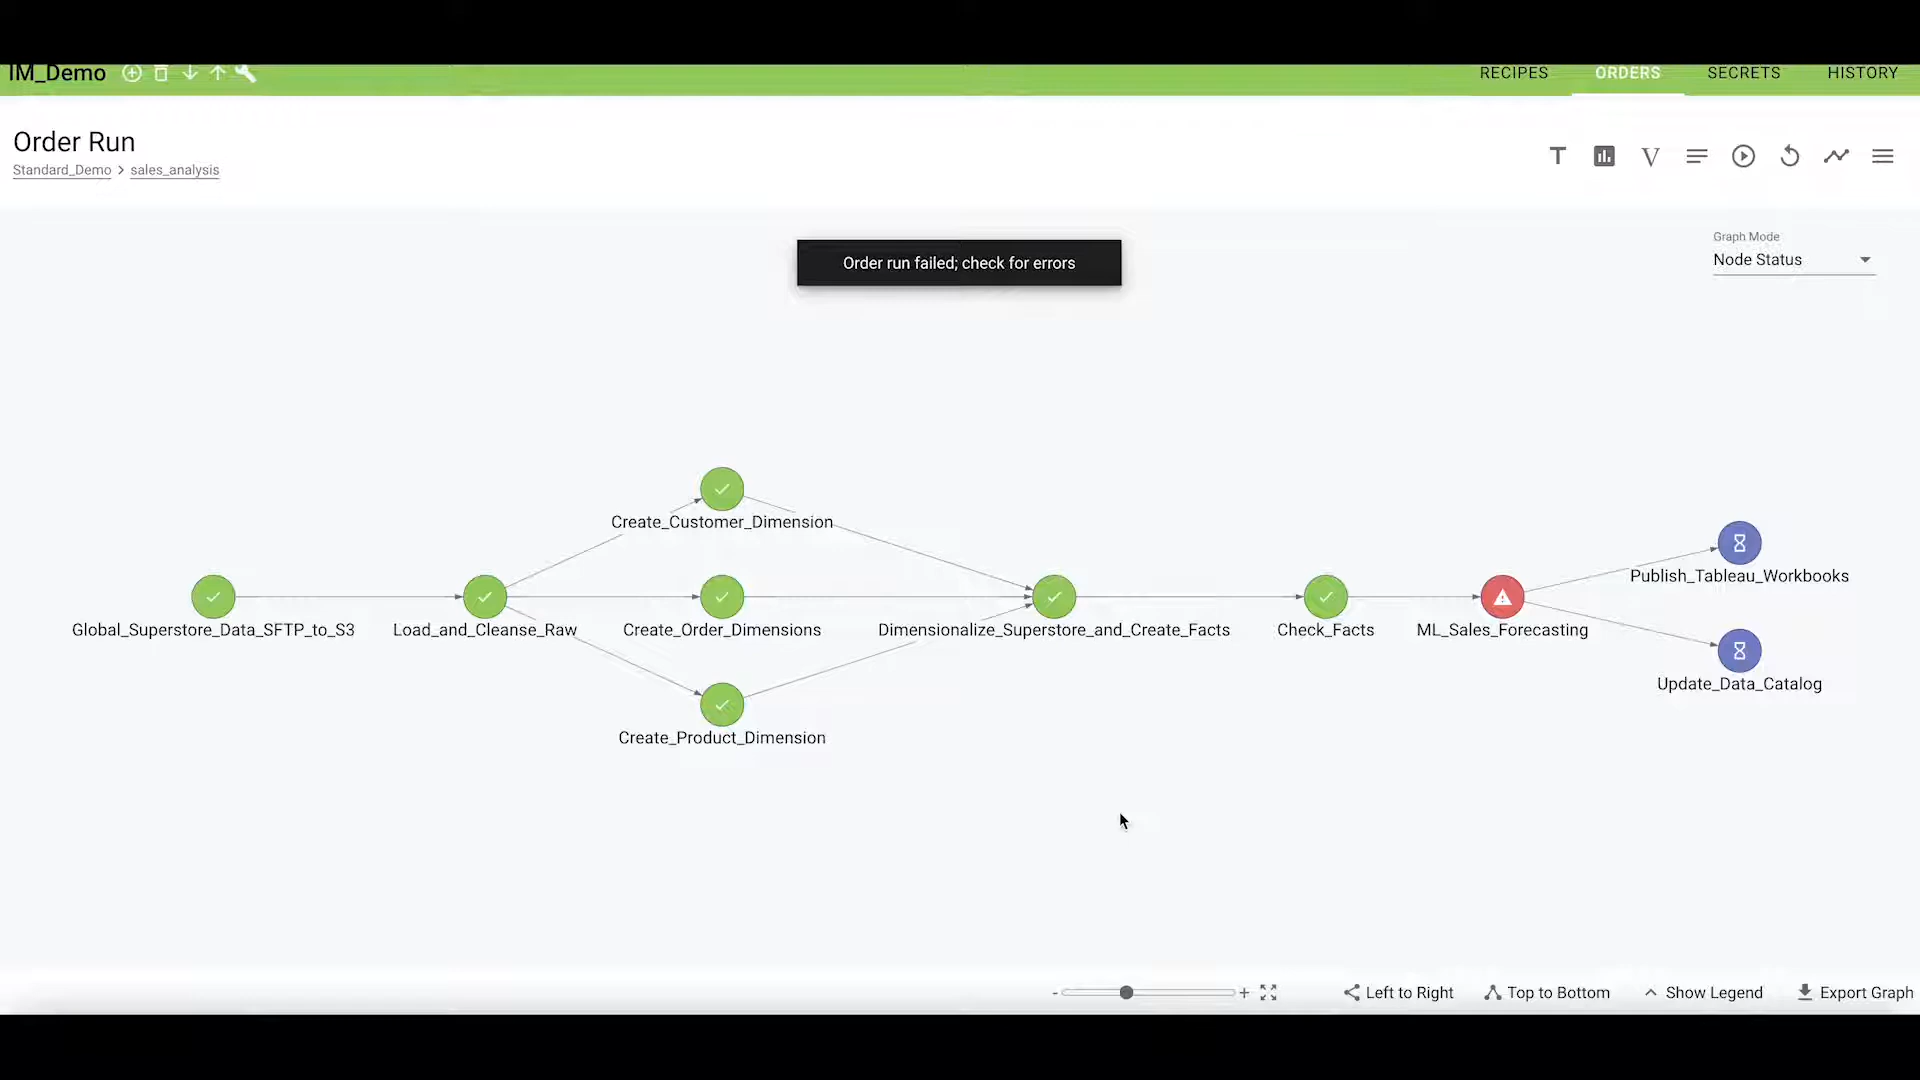 IM_Demo
RECIPES
ORDERS
SECRETS
HISTORY
Order Run
Standard_Demo > sales_analysis
Order run failed; check for errors
Graph Mode
Node Status
Create_Customer_Dimension
Publish_Tableau_Workbooks
Global_Superstore_Data_SFTP_to_S3
Load_and_Cleanse_Raw
Create_Order_Dimensions
Dimensionalize_Superstore_and_Create_Facts
Check_Facts
ML_Sales_Forecasting
Update_Data_Catalog
Create_Product_Dimension
- +
Left to Right
Top to Bottom
Show Legend
Export Graph